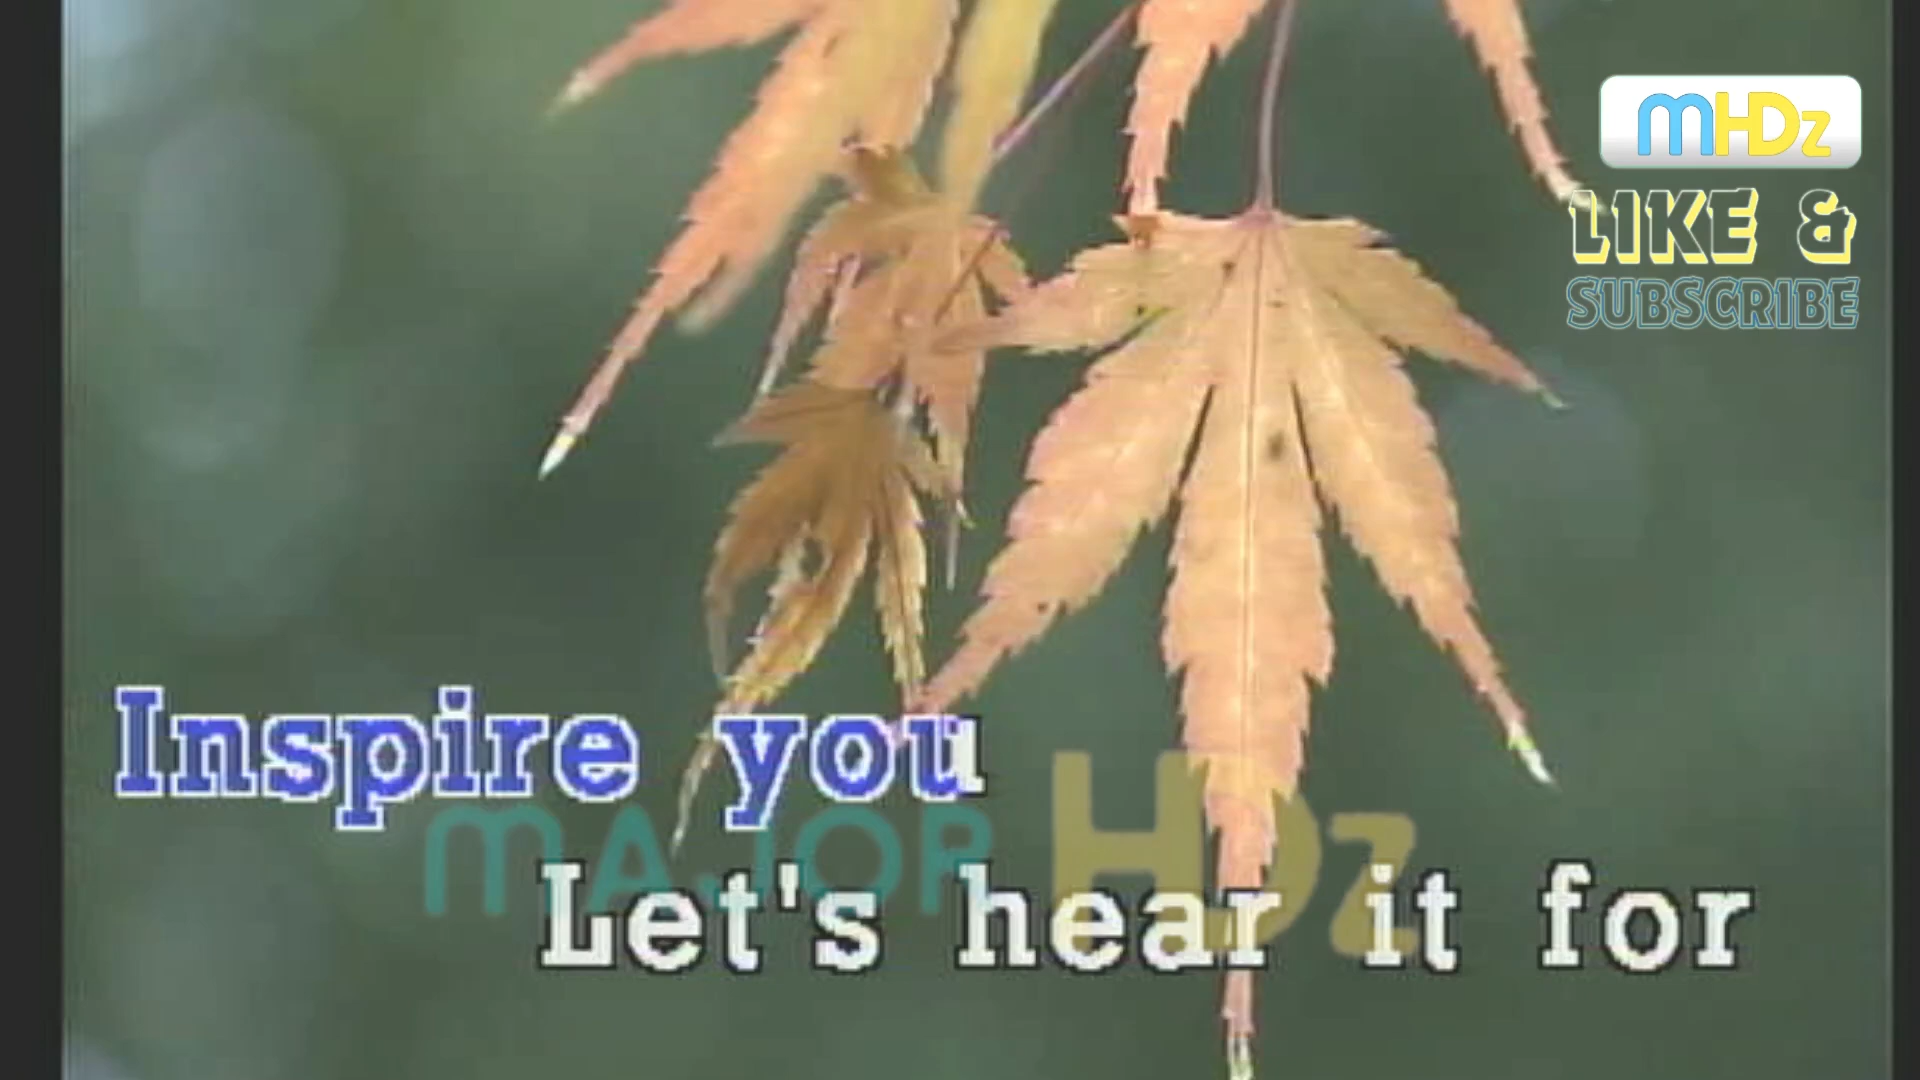 mHDz
LIKE &
SUBSCRIBE
Inspire you
MAJOR HDz
Let's hear it for